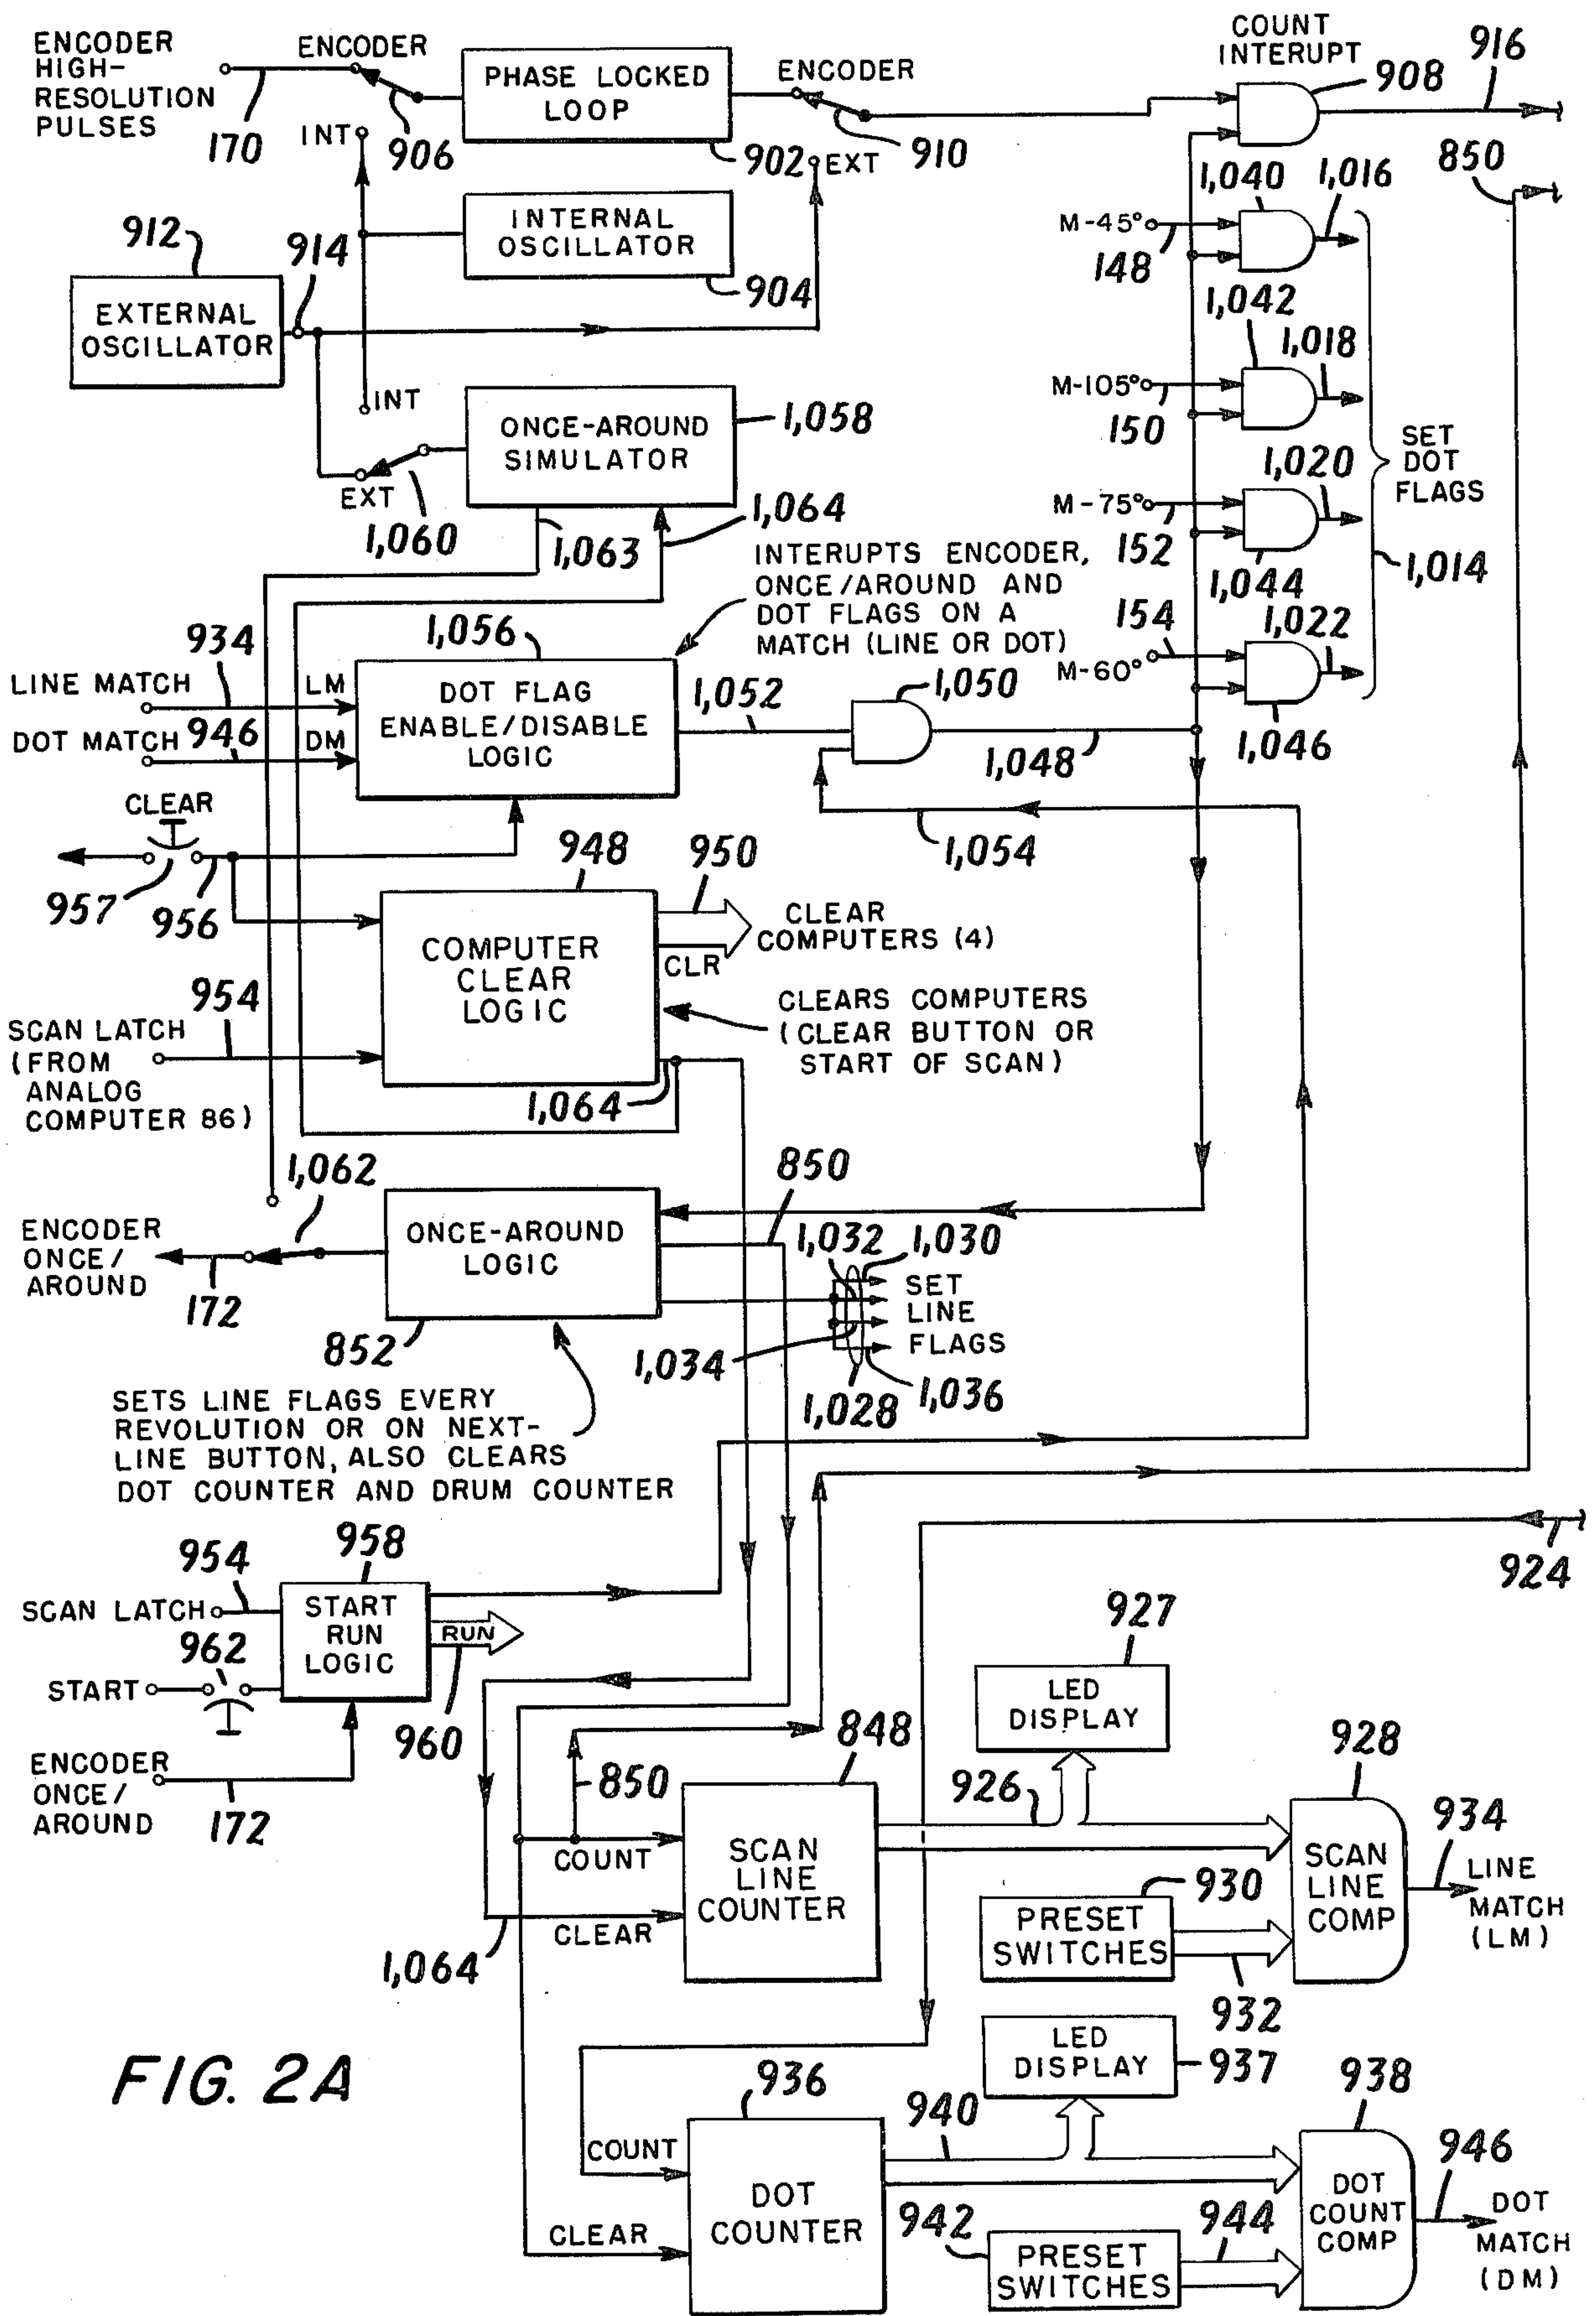 ENCODER
HIGH-
RESOLUTION
PULSES
170
ENCODER
906
INT
PHASE LOCKED
LOOP
902
ENCODER
910
EXT
COUNT
INTERUPT
908
916
850
INTERNAL
OSCILLATOR
904
912
914
EXTERNAL
OSCILLATOR
1,040
1,016
M-45°
148
1,042
1,018
M-105°
150
1,020
M-75°
152
1,044
154
1,022
M-60°
1,046
SET
DOT
FLAGS
1,014
INT
EXT
1,060
ONCE-AROUND
SIMULATOR
1,058
1,063
1,064
INTERUPTS ENCODER,
ONCE/AROUND AND
DOT FLAGS ON A
MATCH (LINE OR DOT)
1,056
934
LINE MATCH
LM
DOT MATCH
946
DM
DOT FLAG
ENABLE/DISABLE
LOGIC
1,052
1,050
1,048
1,054
CLEAR
957
956
948
950
COMPUTER
CLEAR
LOGIC
CLEAR
COMPUTERS (4)
CLR
CLEARS COMPUTERS
(CLEAR BUTTON OR
START OF SCAN)
954
SCAN LATCH
(FROM
ANALOG
COMPUTER 86)
1,064
1,062
850
ENCODER
ONCE/
AROUND
172
ONCE-AROUND
LOGIC
852
1,032
1,030
SET
LINE
FLAGS
1,034
1,036
1,028
SETS LINE FLAGS EVERY
REVOLUTION OR ON NEXT-
LINE BUTTON, ALSO CLEARS
DOT COUNTER AND DRUM COUNTER
954
958
SCAN LATCH
962
START
START
RUN
LOGIC
RUN
960
ENCODER
ONCE/
AROUND
172
924
927
LED
DISPLAY
848
850
926
928
COUNT
CLEAR
1,064
SCAN
LINE
COUNTER
930
PRESET
SWITCHES
932
SCAN
LINE
COMP
934
LINE
MATCH
(LM)
LED
DISPLAY
937
936
940
938
COUNT
CLEAR
DOT
COUNTER
942
944
PRESET
SWITCHES
DOT
COUNT
COMP
946
DOT
MATCH
(DM)
FIG. 2A